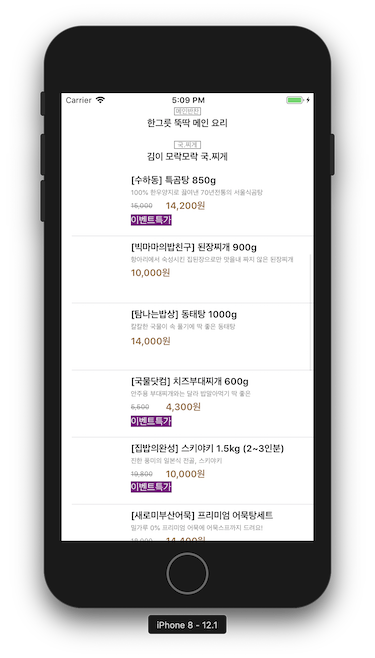 Carrier 5:09 PM
메인반찬
한그릇 뚝딱 메인 요리
국.찌개
김이 모락모락 국.찌게
[수하동] 특곰탕 850g
100% 한우양지로 끓여낸 70년전통의 서울식곰탕
15,000 14,200원
이벤트특가
[빅마마의밥친구] 된장찌개 900g
항아리에서 숙성시킨 집된장으로만 맛을내 짜지 않은 된장찌개
10,000원
[탐나는밥상] 동태탕 1000g
칼칼한 국물이 속 풀기에 딱 좋은 동태탕
14,000원
[국물닷컴] 치즈부대찌개 600g
안주용 부대찌개와는 달라 밥말아먹기 딱 좋은
5,500 4,300원
이벤트특가
[집밥의완성] 스키야키 1.5kg (2~3인분)
진한 풍미의 일본식 전골, 스키야키
19,800 10,000원
이벤트특가
[새로미부산어묵] 프리미엄 어묵탕세트
밀가루 0% 프리미엄 어묵에 어묵스프까지 드려요!
iPhone 8 - 12.1